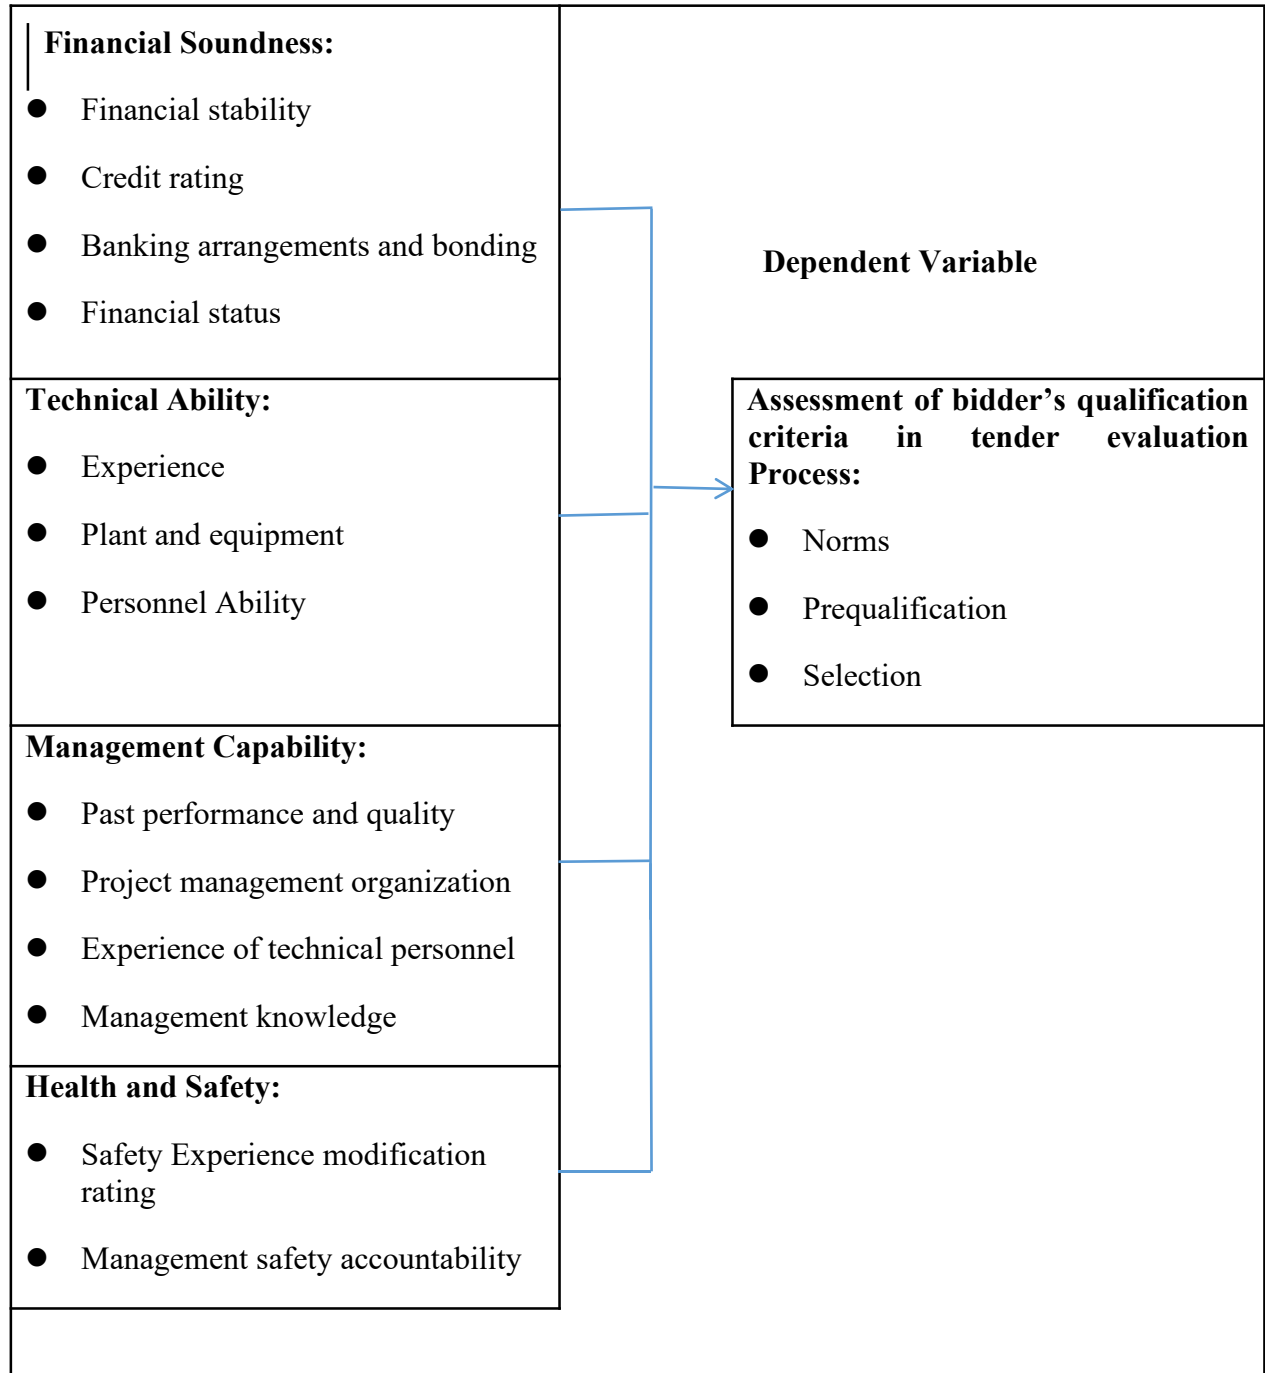 Financial Soundness:
● Financial stability
● Credit rating
● Banking arrangements and bonding
● Financial status
Dependent Variable
Technical Ability:
● Experience
● Plant and equipment
● Personnel Ability
Assessment of bidder’s qualification
criteria in tender evaluation
Process:
● Norms
● Prequalification
● Selection
Management Capability:
● Past performance and quality
● Project management organization
● Experience of technical personnel
● Management knowledge
Health and Safety:
● Safety Experience modification
rating
● Management safety accountability